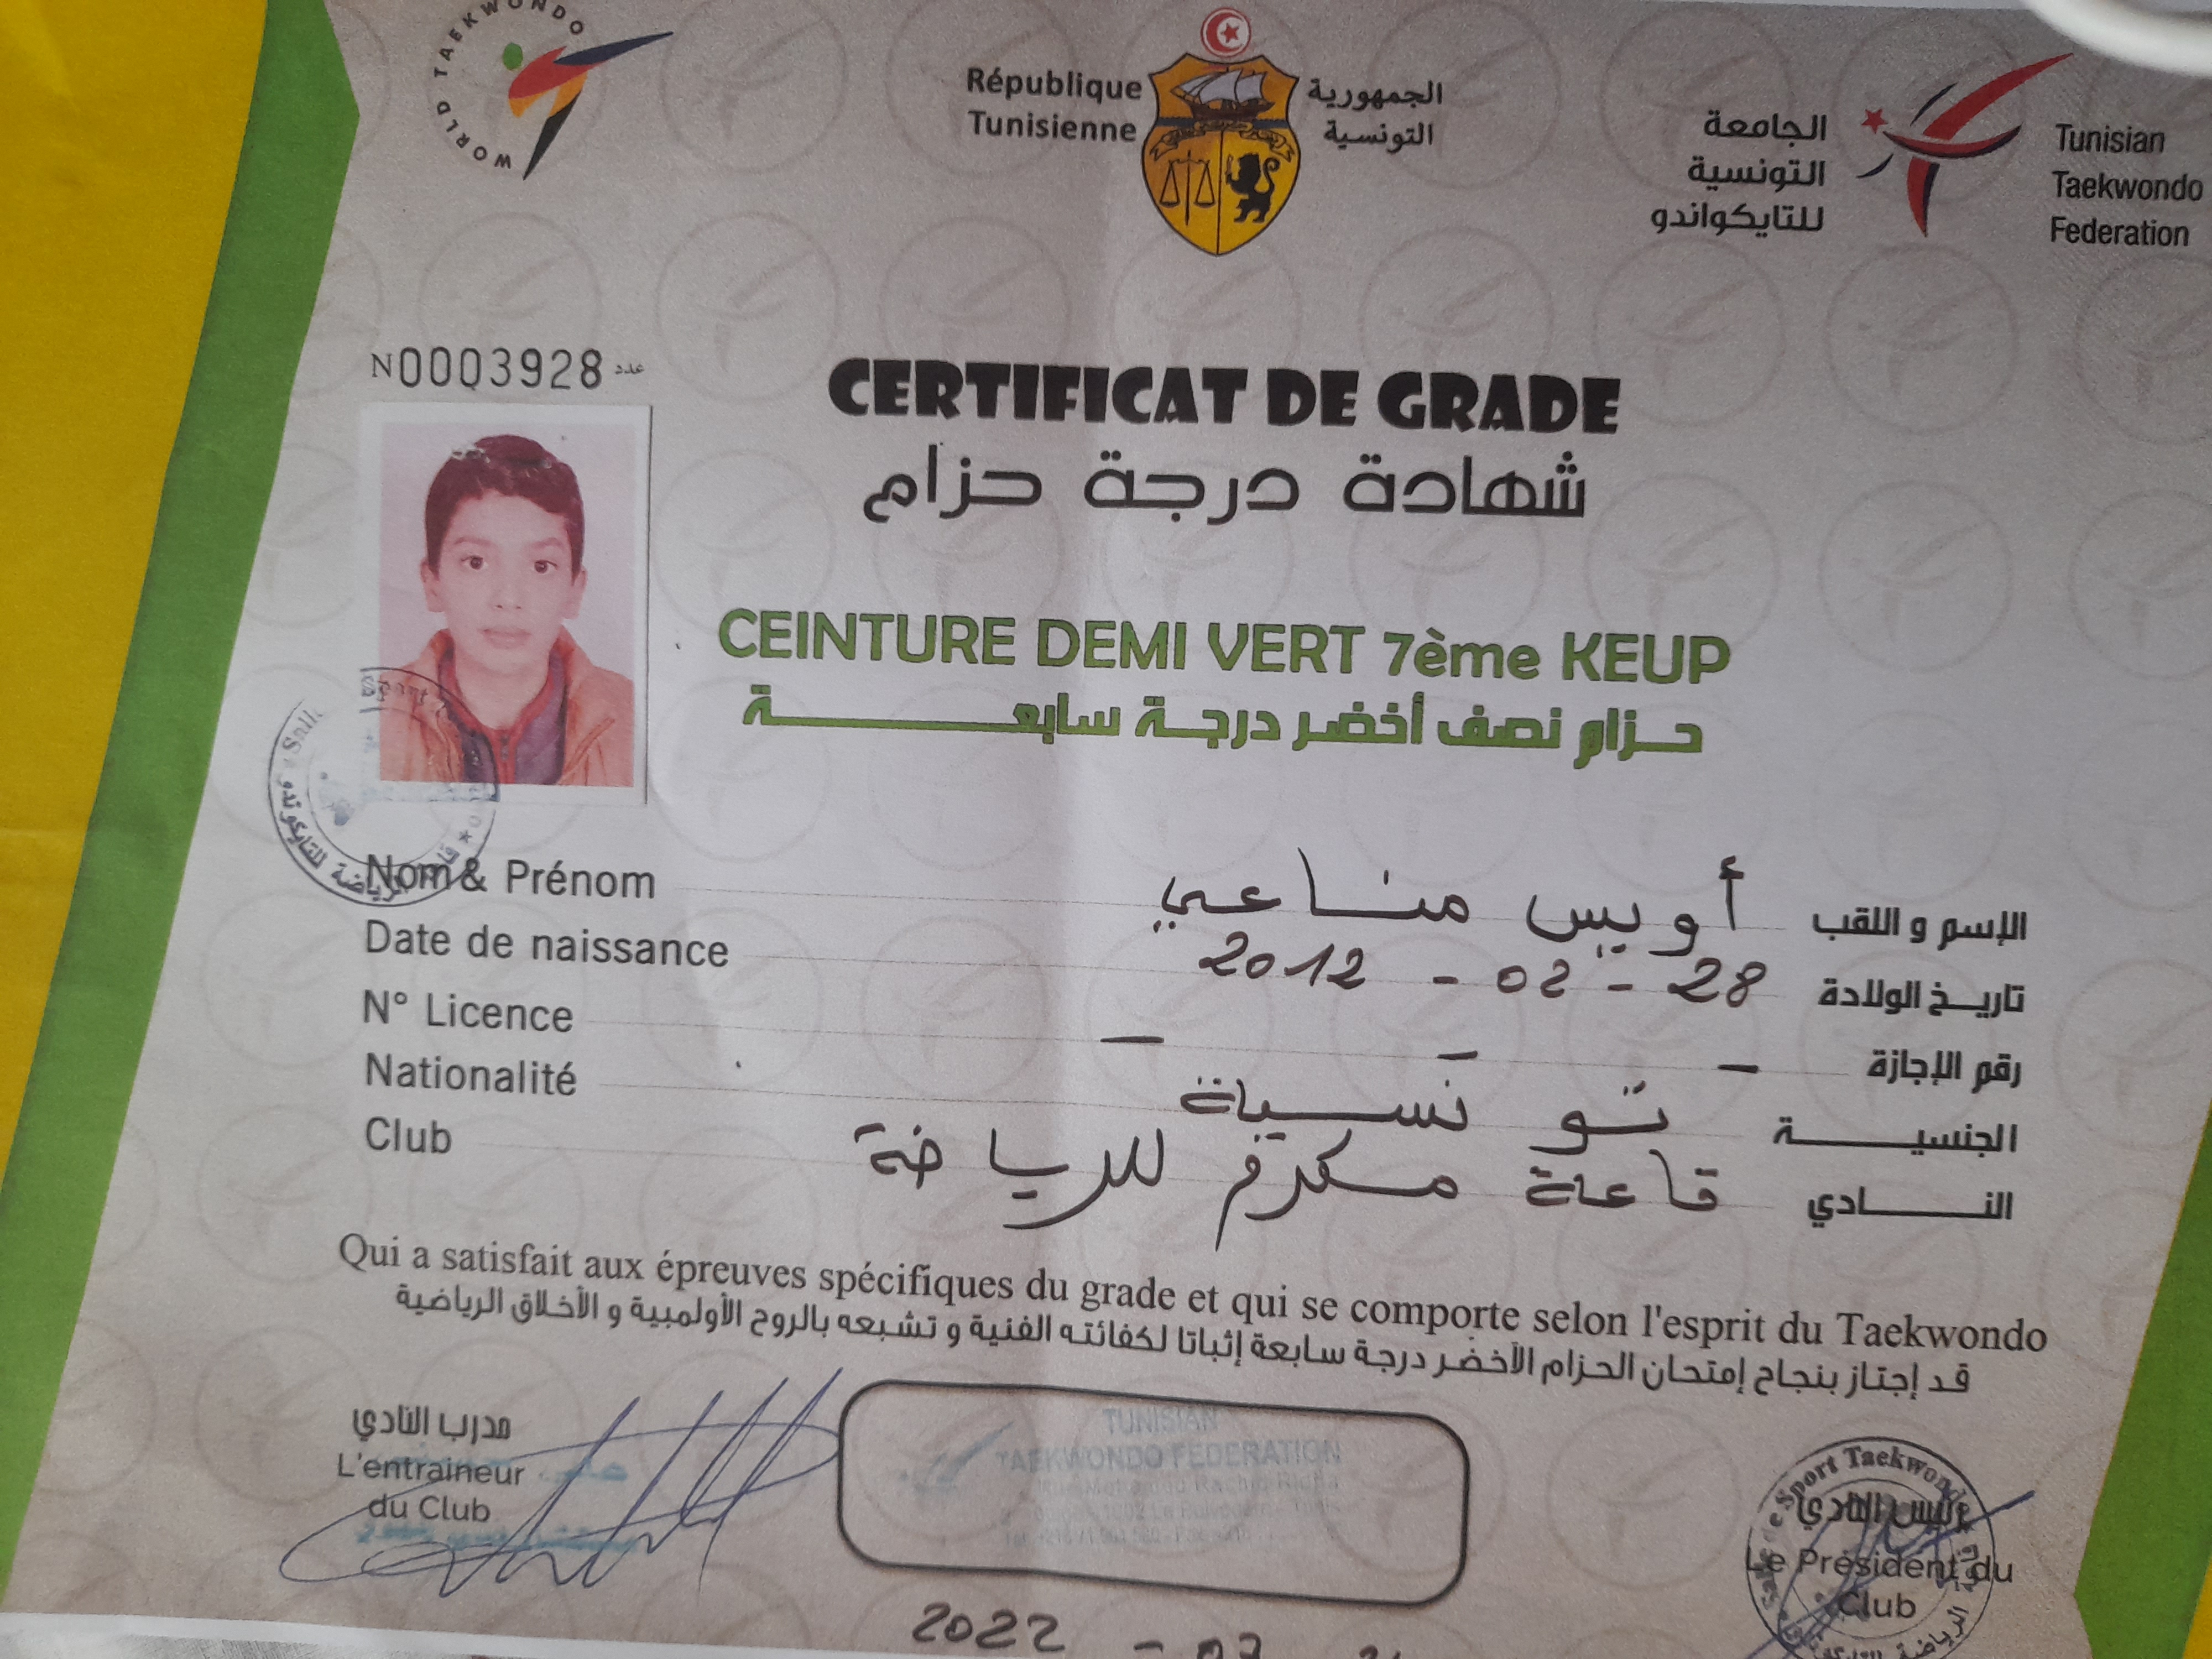 WORLD TAEKWONDO
République Tunisienne
الجمهورية التونسية
الجامعة التونسية للتايكواندو
Tunisian Taekwondo Federation
N0003928 عدد
CERTIFICAT DE GRADE
شهادة درجة حزام
CEINTURE DEMI VERT 7ème KEUP
حزام نصف أخضر درجة سابعة
Nom & Prénom أويس مناعي الإسم و اللقب
Date de naissance 2012 - 02 - 28 تاريخ الولادة
N° Licence — — — رقم الإجازة
Nationalité تونسية الجنسية
Club قاعة مكرم للرياضة النادي
Qui a satisfait aux épreuves spécifiques du grade et qui se comporte selon l'esprit du Taekwondo
قد إجتاز بنجاح إمتحان الحزام الأخضر درجة سابعة إثباتا لكفائته الفنية و تشبعه بالروح الأولمبية و الأخلاق الرياضية
مدرب النادي
L'entraineur
du Club
TUNISIAN
TAEKWONDO FEDERATION
رئيس النادي
Le Président du
Club
2022 - 07